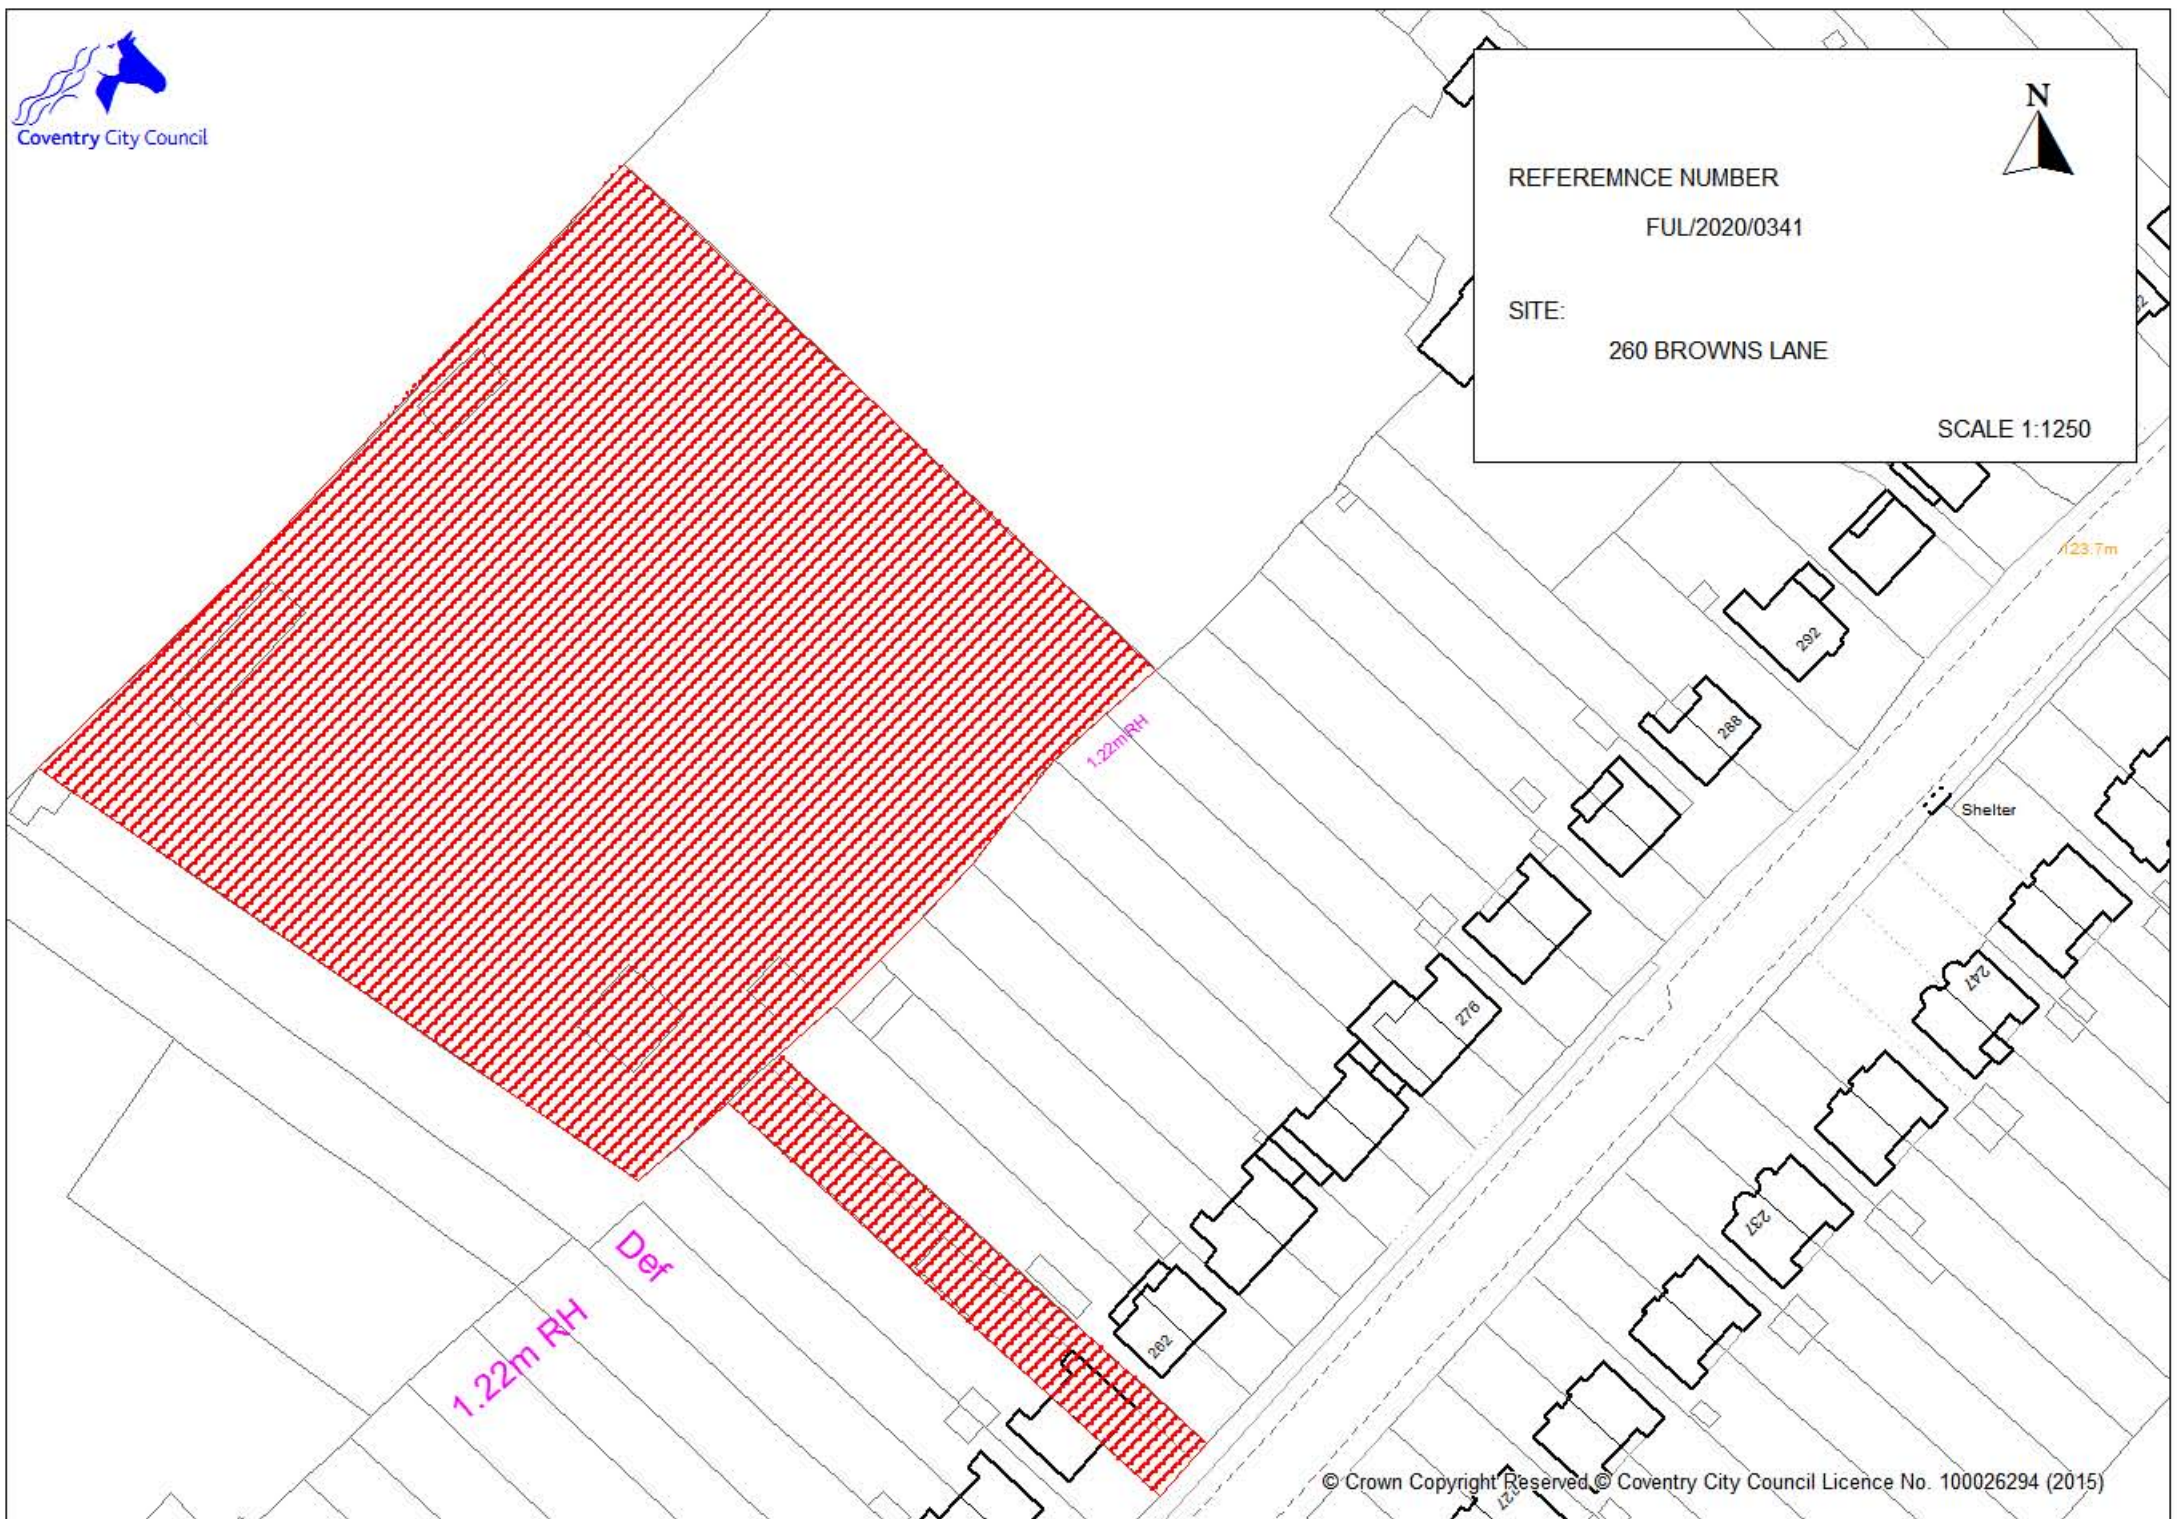 Coventry City Council
N
REFEREMNCE NUMBER
FUL/2020/0341
SITE:
260 BROWNS LANE
SCALE 1:1250
123.7m
292
288
1.22m RH
Shelter
276
247
237
Def
1.22m RH
262
© Crown Copyright Reserved © Coventry City Council Licence No. 100026294 (2015)